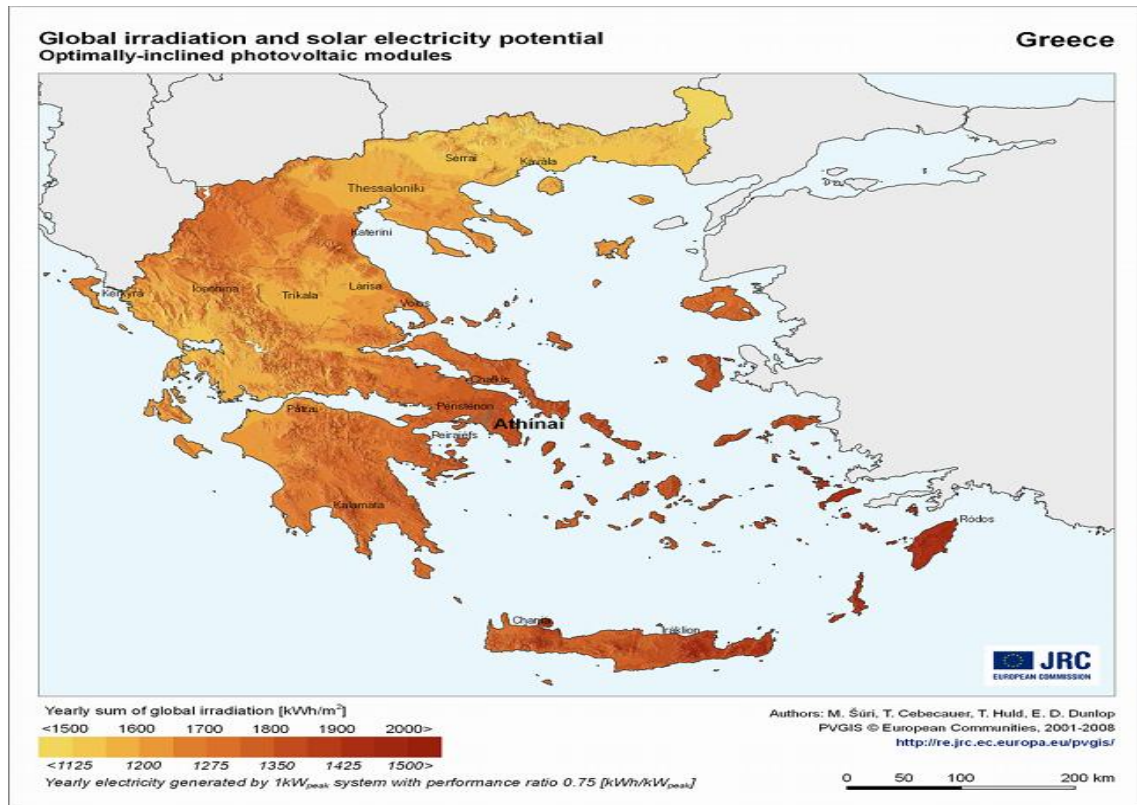 Global irradiation and solar electricity potential
Optimally-inclined photovoltaic modules
Greece
Serrai
Kavala
Thessaloniki
Katerini
Kerkyra
Ioannina
Trikala
Larisa
Volos
Chalkis
Patrai
Peristerion
Athinai
Peiraiefs
Kalamata
Rodos
Chania
Iraklion
JRC
EUROPEAN COMMISSION
Yearly sum of global irradiation [kWh/m²]
<1500 1600 1700 1800 1900 2000>
<1125 1200 1275 1350 1425 1500>
Yearly electricity generated by 1kWpeak system with performance ratio 0.75 [kWh/kWpeak]
Authors: M. Šúri, T. Cebecauer, T. Huld, E. D. Dunlop
PVGIS © European Communities, 2001-2008
http://re.jrc.ec.europa.eu/pvgis/
0 50 100 200 km